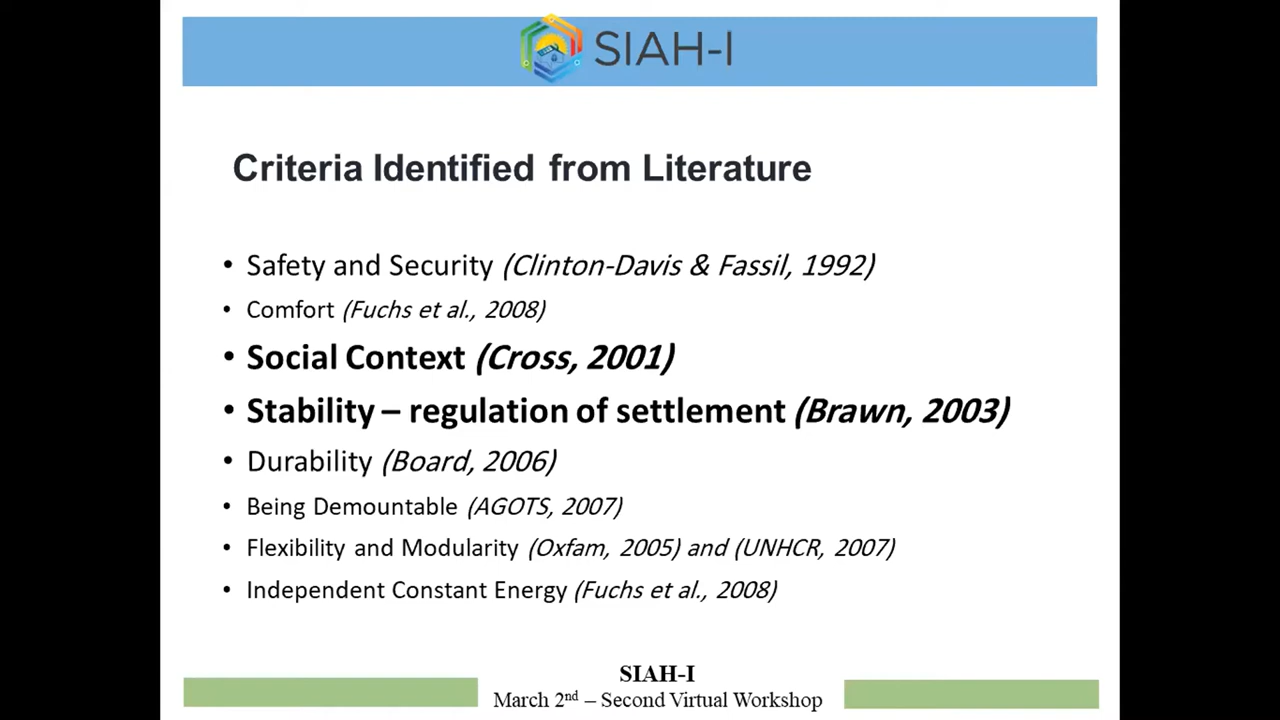 SIAH-I
Criteria Identified from Literature
• Safety and Security (Clinton-Davis & Fassil, 1992)
• Comfort (Fuchs et al., 2008)
• Social Context (Cross, 2001)
• Stability – regulation of settlement (Brawn, 2003)
• Durability (Board, 2006)
• Being Demountable (AGOTS, 2007)
• Flexibility and Modularity (Oxfam, 2005) and (UNHCR, 2007)
• Independent Constant Energy (Fuchs et al., 2008)
SIAH-I
March 2nd – Second Virtual Workshop